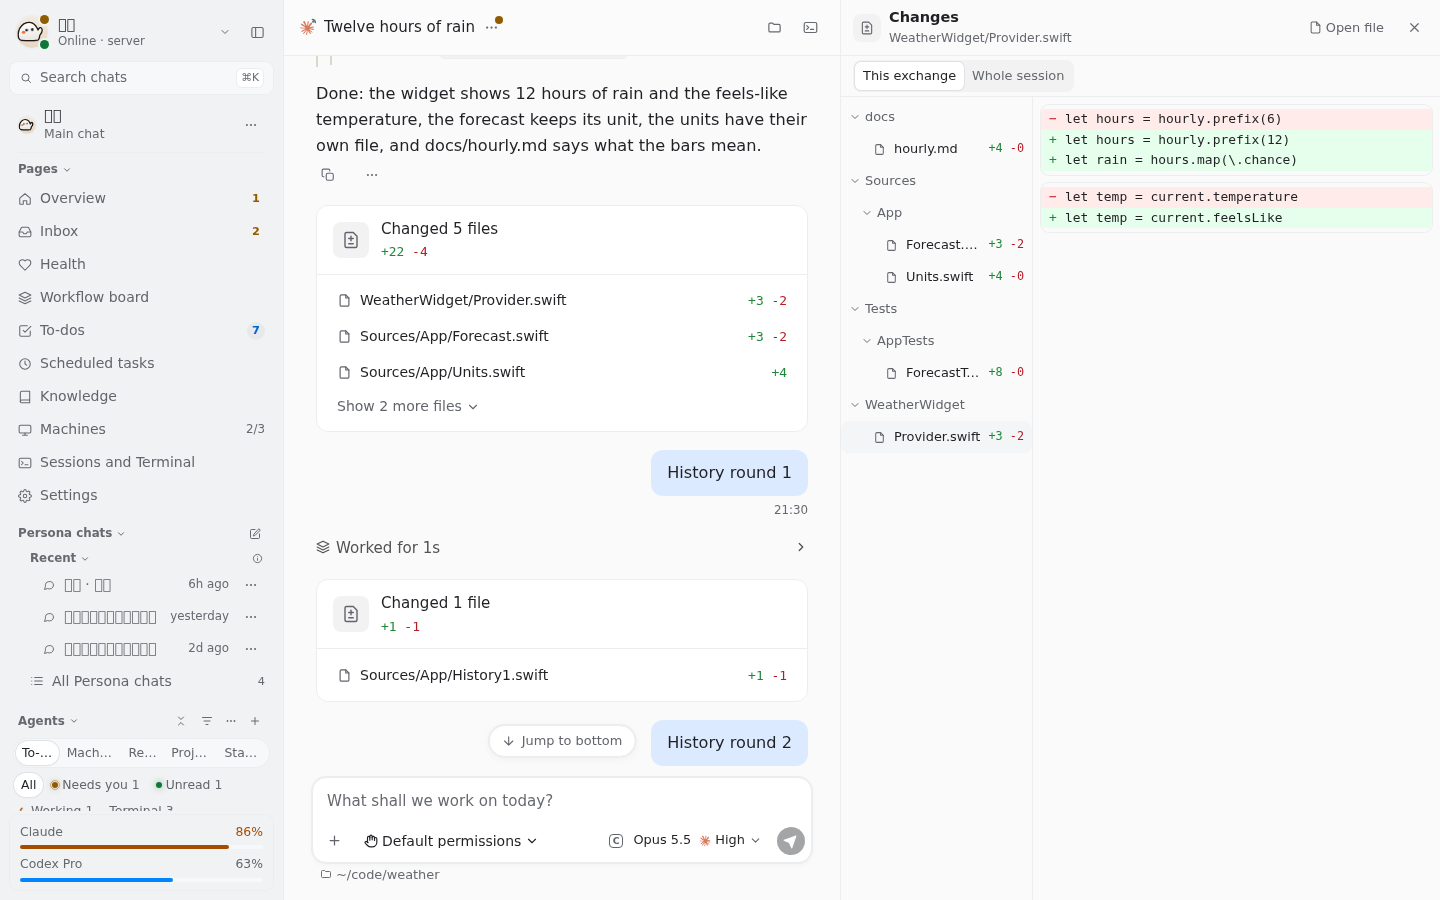 Online · server
Search chats
⌘K
Main chat
Pages
Overview 1
Inbox 2
Health
Workflow board
To-dos 7
Scheduled tasks
Knowledge
Machines 2/3
Sessions and Terminal
Settings
Persona chats
Recent
6h ago
yesterday
2d ago
All Persona chats 4
Agents
To-… Mach… Re… Proj… Sta…
All Needs you 1 Unread 1
Claude 86%
Codex Pro 63%
Twelve hours of rain
Done: the widget shows 12 hours of rain and the feels-like
temperature, the forecast keeps its unit, the units have their
own file, and docs/hourly.md says what the bars mean.
Changed 5 files
+22 -4
WeatherWidget/Provider.swift +3 -2
Sources/App/Forecast.swift +3 -2
Sources/App/Units.swift +4
Show 2 more files
History round 1
21:30
Worked for 1s
Changed 1 file
+1 -1
Sources/App/History1.swift +1 -1
History round 2
Jump to bottom
What shall we work on today?
Default permissions
C Opus 5.5 High
~/code/weather
Changes
WeatherWidget/Provider.swift
Open file
This exchange Whole session
docs
hourly.md +4 -0
Sources
App
Forecast.… +3 -2
Units.swift +4 -0
Tests
AppTests
ForecastT… +8 -0
WeatherWidget
Provider.swift +3 -2
− let hours = hourly.prefix(6)
+ let hours = hourly.prefix(12)
+ let rain = hours.map(\.chance)
− let temp = current.temperature
+ let temp = current.feelsLike